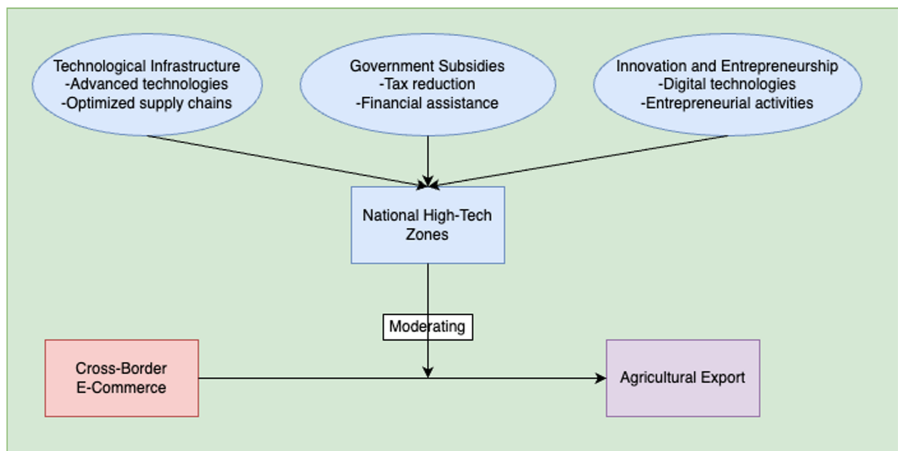 Technological Infrastructure
-Advanced technologies
-Optimized supply chains
Government Subsidies
-Tax reduction
-Financial assistance
Innovation and Entrepreneurship
-Digital technologies
-Entrepreneurial activities
National High-Tech
Zones
Moderating
Cross-Border
E-Commerce
Agricultural Export